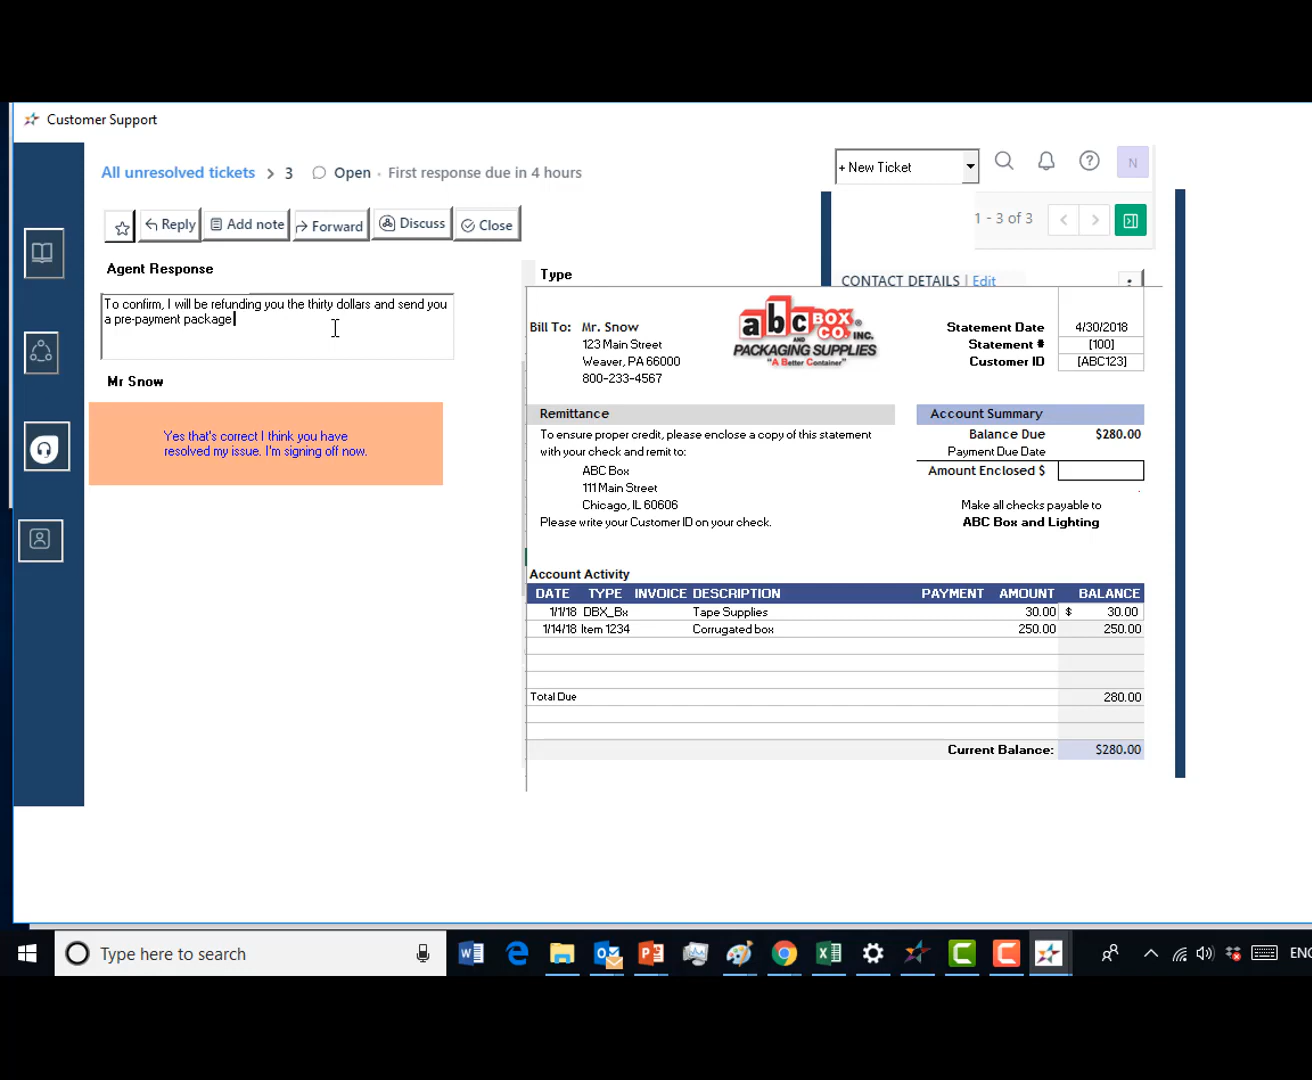 Customer Support
All unresolved tickets > 3 Open · First response due in 4 hours
+ New Ticket
N
Reply Add note Forward Discuss Close
1 - 3 of 3
CONTACT DETAILS | Edit
Agent Response
To confirm, I will be refunding you the thirty dollars and send you
a pre-payment package
Mr Snow
Yes that's correct I think you have
resolved my issue. I'm signing off now.
Type
Bill To: Mr. Snow
123 Main Street
Weaver, PA 66000
800-233-4567
abc BOX CO. INC.
AND
PACKAGING SUPPLIES
"A Better Container"
Statement Date 4/30/2018
Statement # [100]
Customer ID [ABC123]
Remittance
To ensure proper credit, please enclose a copy of this statement
with your check and remit to:
ABC Box
111 Main Street
Chicago, IL 60606
Please write your Customer ID on your check.
Account Summary
Balance Due $280.00
Payment Due Date
Amount Enclosed $
Make all checks payable to
ABC Box and Lighting
Account Activity
DATE TYPE INVOICE DESCRIPTION PAYMENT AMOUNT BALANCE
1/1/18 DBX_Bx Tape Supplies 30.00 $ 30.00
1/14/18 Item 1234 Corrugated box 250.00 250.00
Total Due 280.00
Current Balance: $280.00
Type here to search
ENG